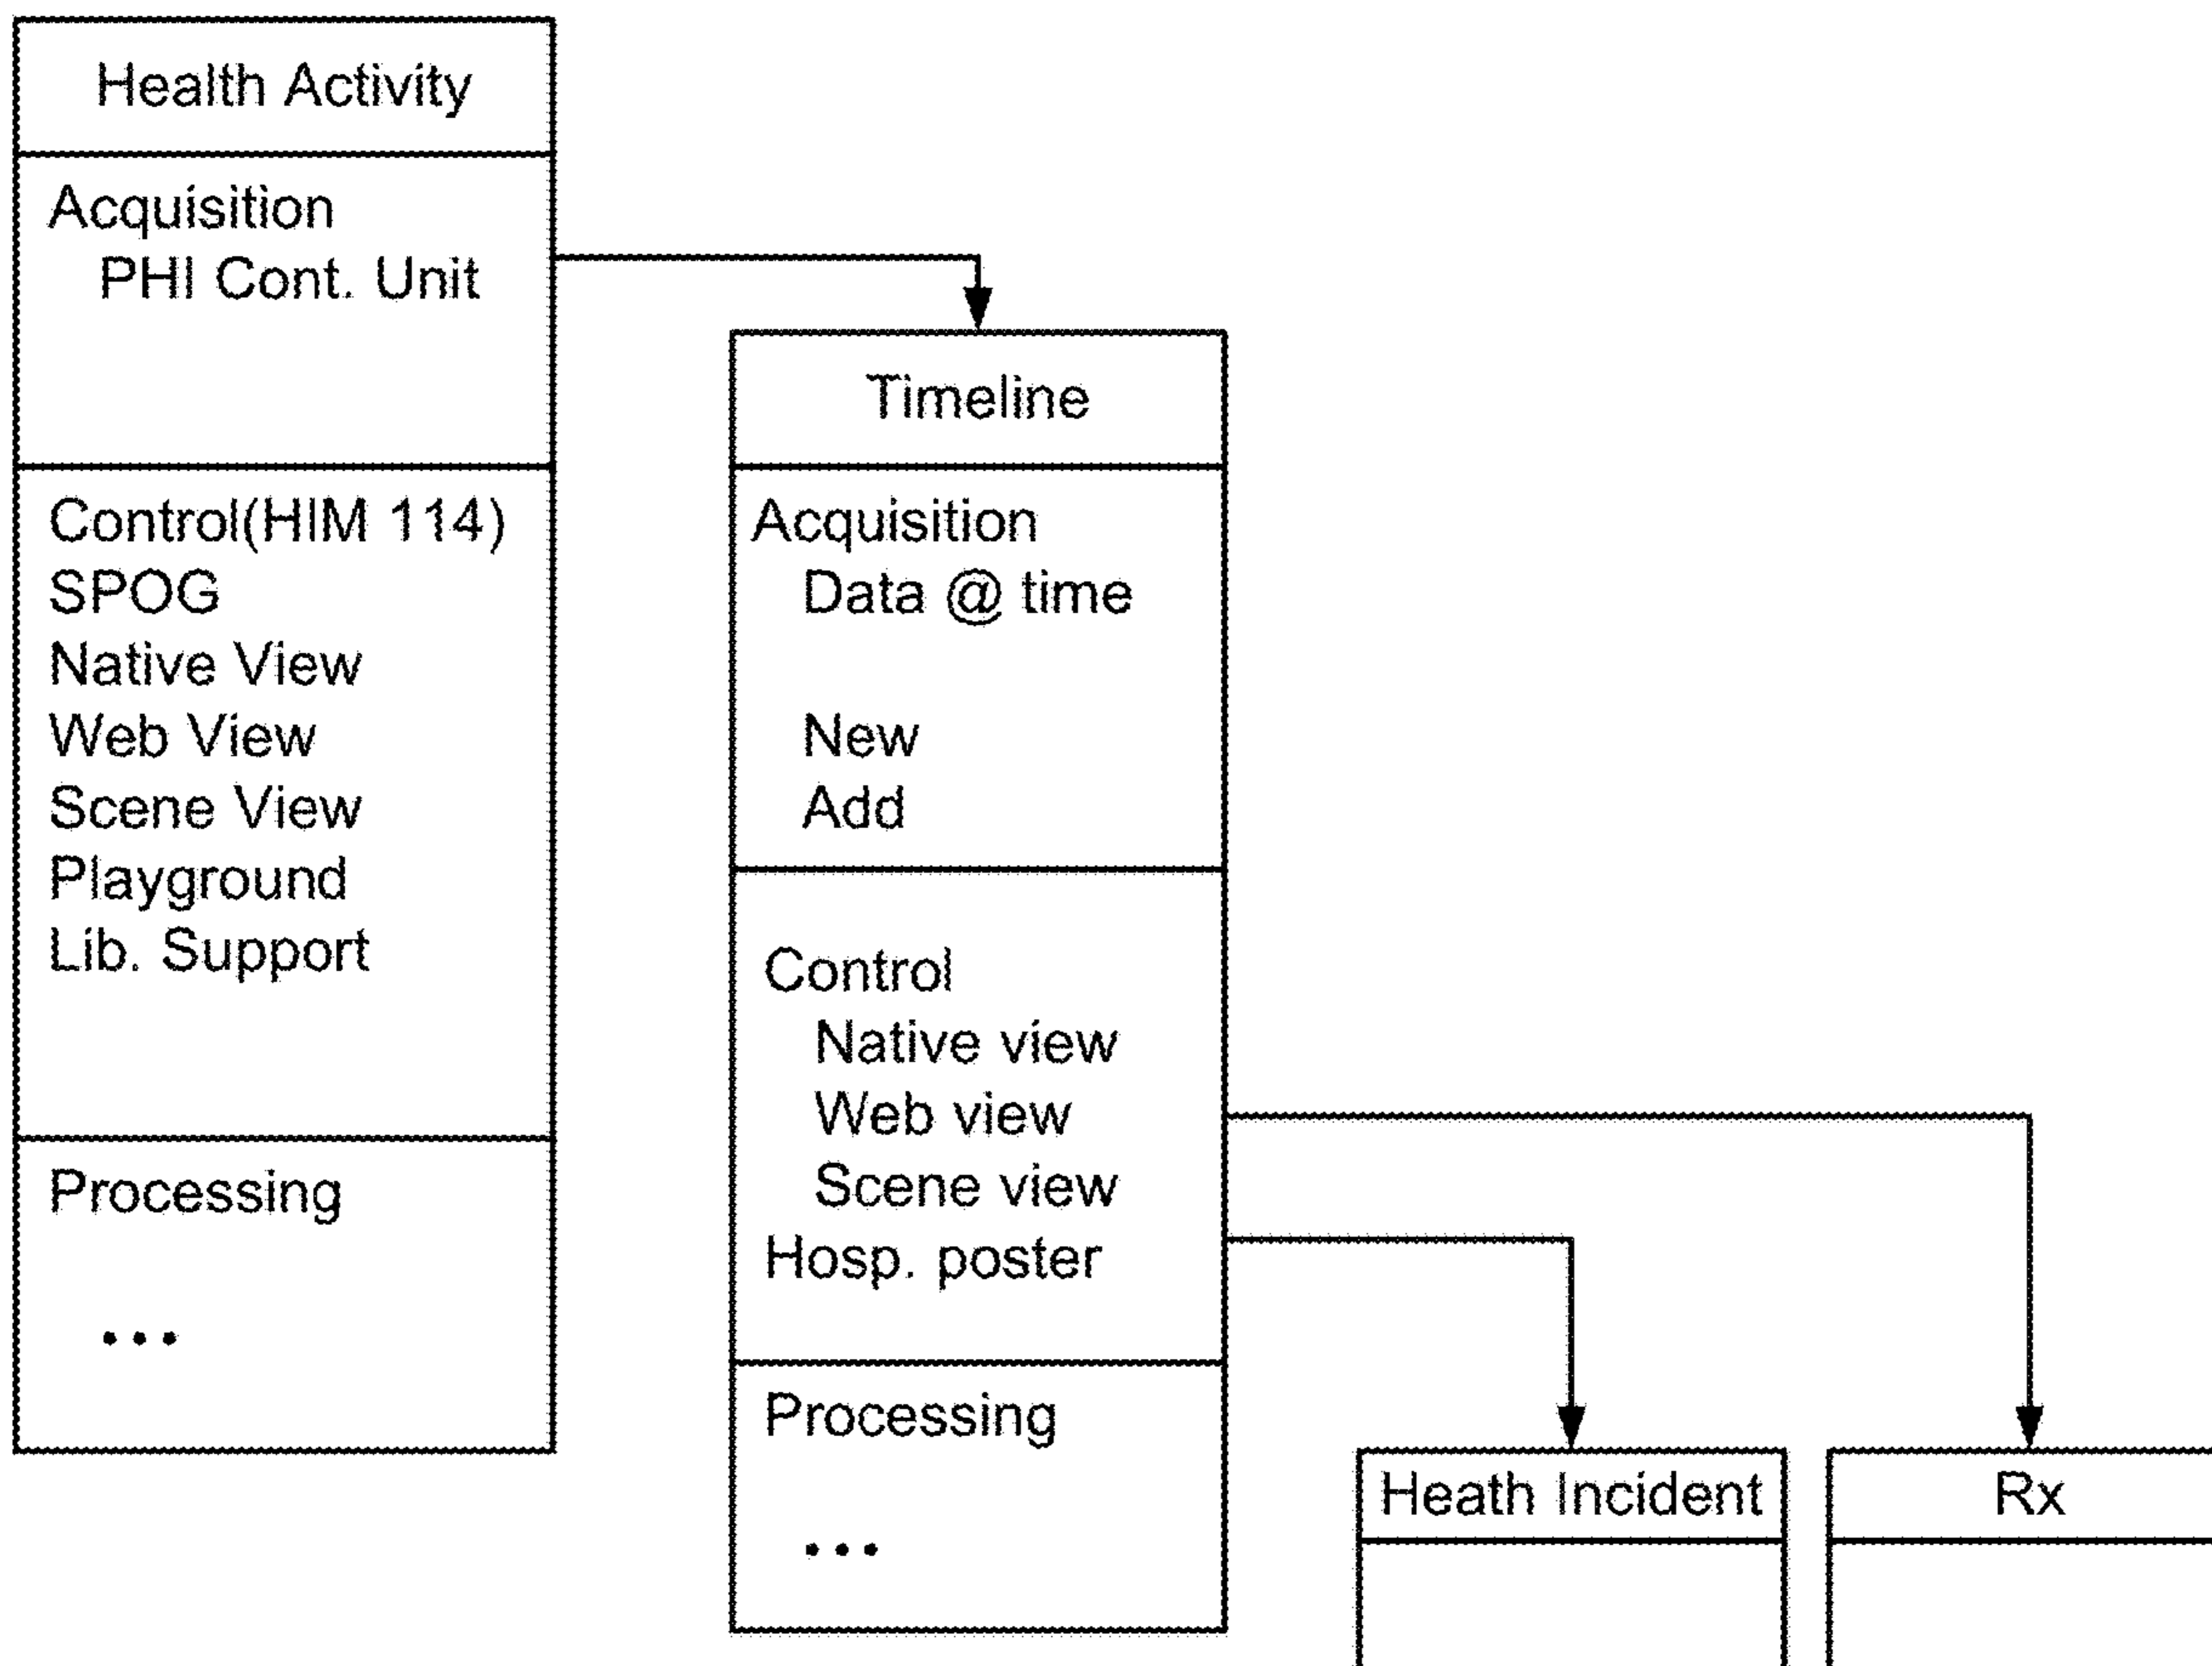 Health Activity
Acquisition
PHI Cont. Unit
Control(HIM 114)
SPOG
Native View
Web View
Scene View
Playground
Lib. Support
Processing
...
Timeline
Acquisition
Data @ time
New
Add
Control
Native view
Web view
Scene view
Hosp. poster
Processing
...
Heath Incident
Rx